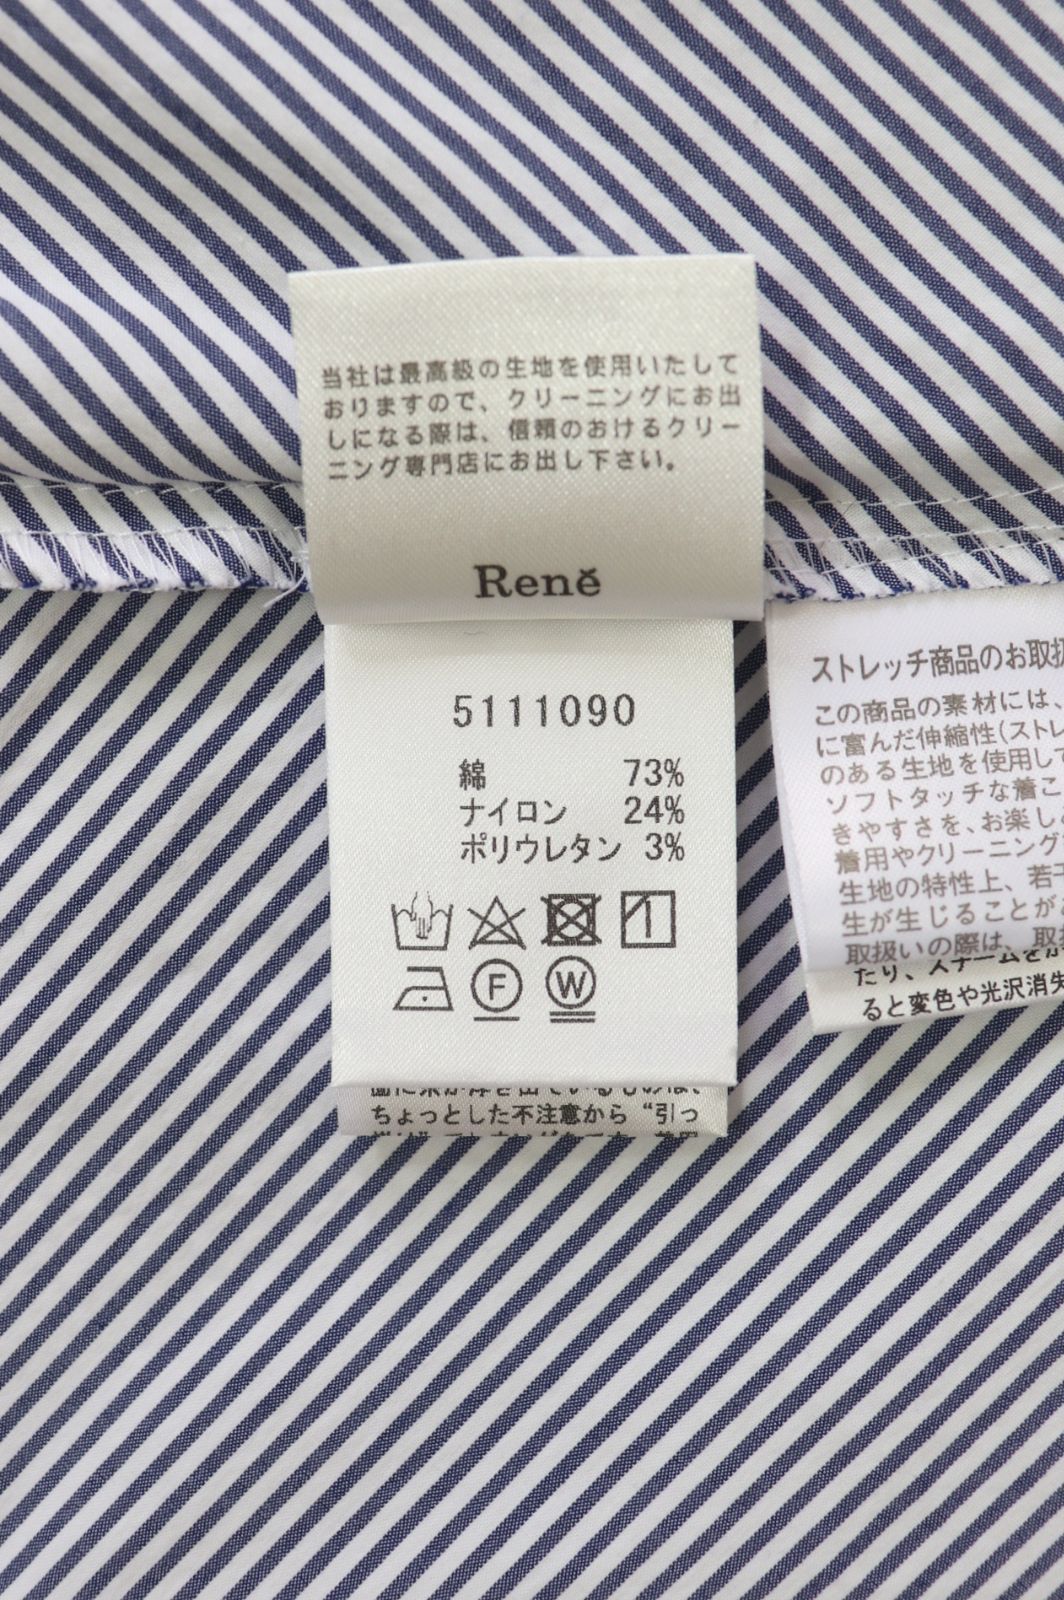 当社は最高級の生地を使用いたして
おりますので、クリーニングにお出
しになる際は、信頼のおけるクリー
ニング専門店にお出し下さい。
Reně
5111090
綿 73%
ナイロン 24%
ポリウレタン 3%
F W
ちょっとした不注意から“引っ
ストレッチ商品のお取扱
この商品の素材には、
に富んだ伸縮性(ストレ
のある生地を使用して
ソフトタッチな着こ
きやすさを、お楽し
着用やクリーニング
生地の特性上、若干
生が生じることが
取扱いの際は、取
たり、スチームをか
ると変色や光沢消失